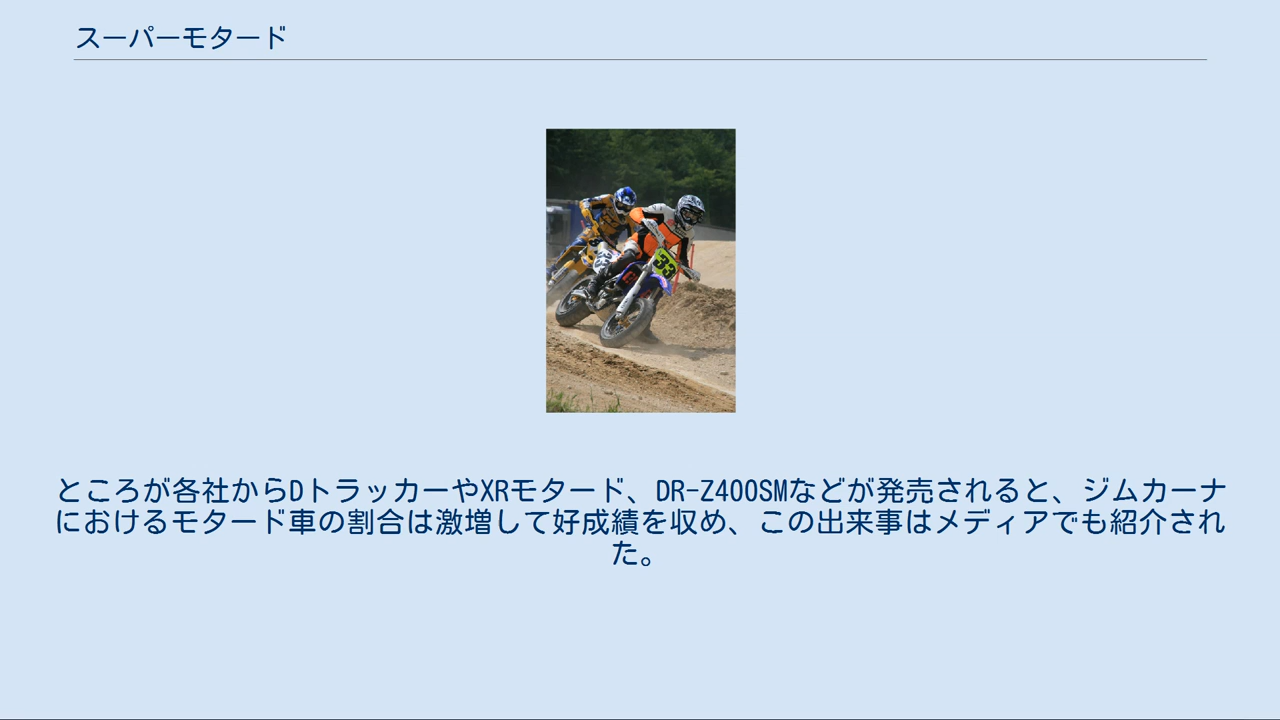 スーパーモタード
33
ところが各社からDトラッカーやXRモタード、DR-Z400SMなどが発売されると、ジムカーナ
におけるモタード車の割合は激増して好成績を収め、この出来事はメディアでも紹介され
た。